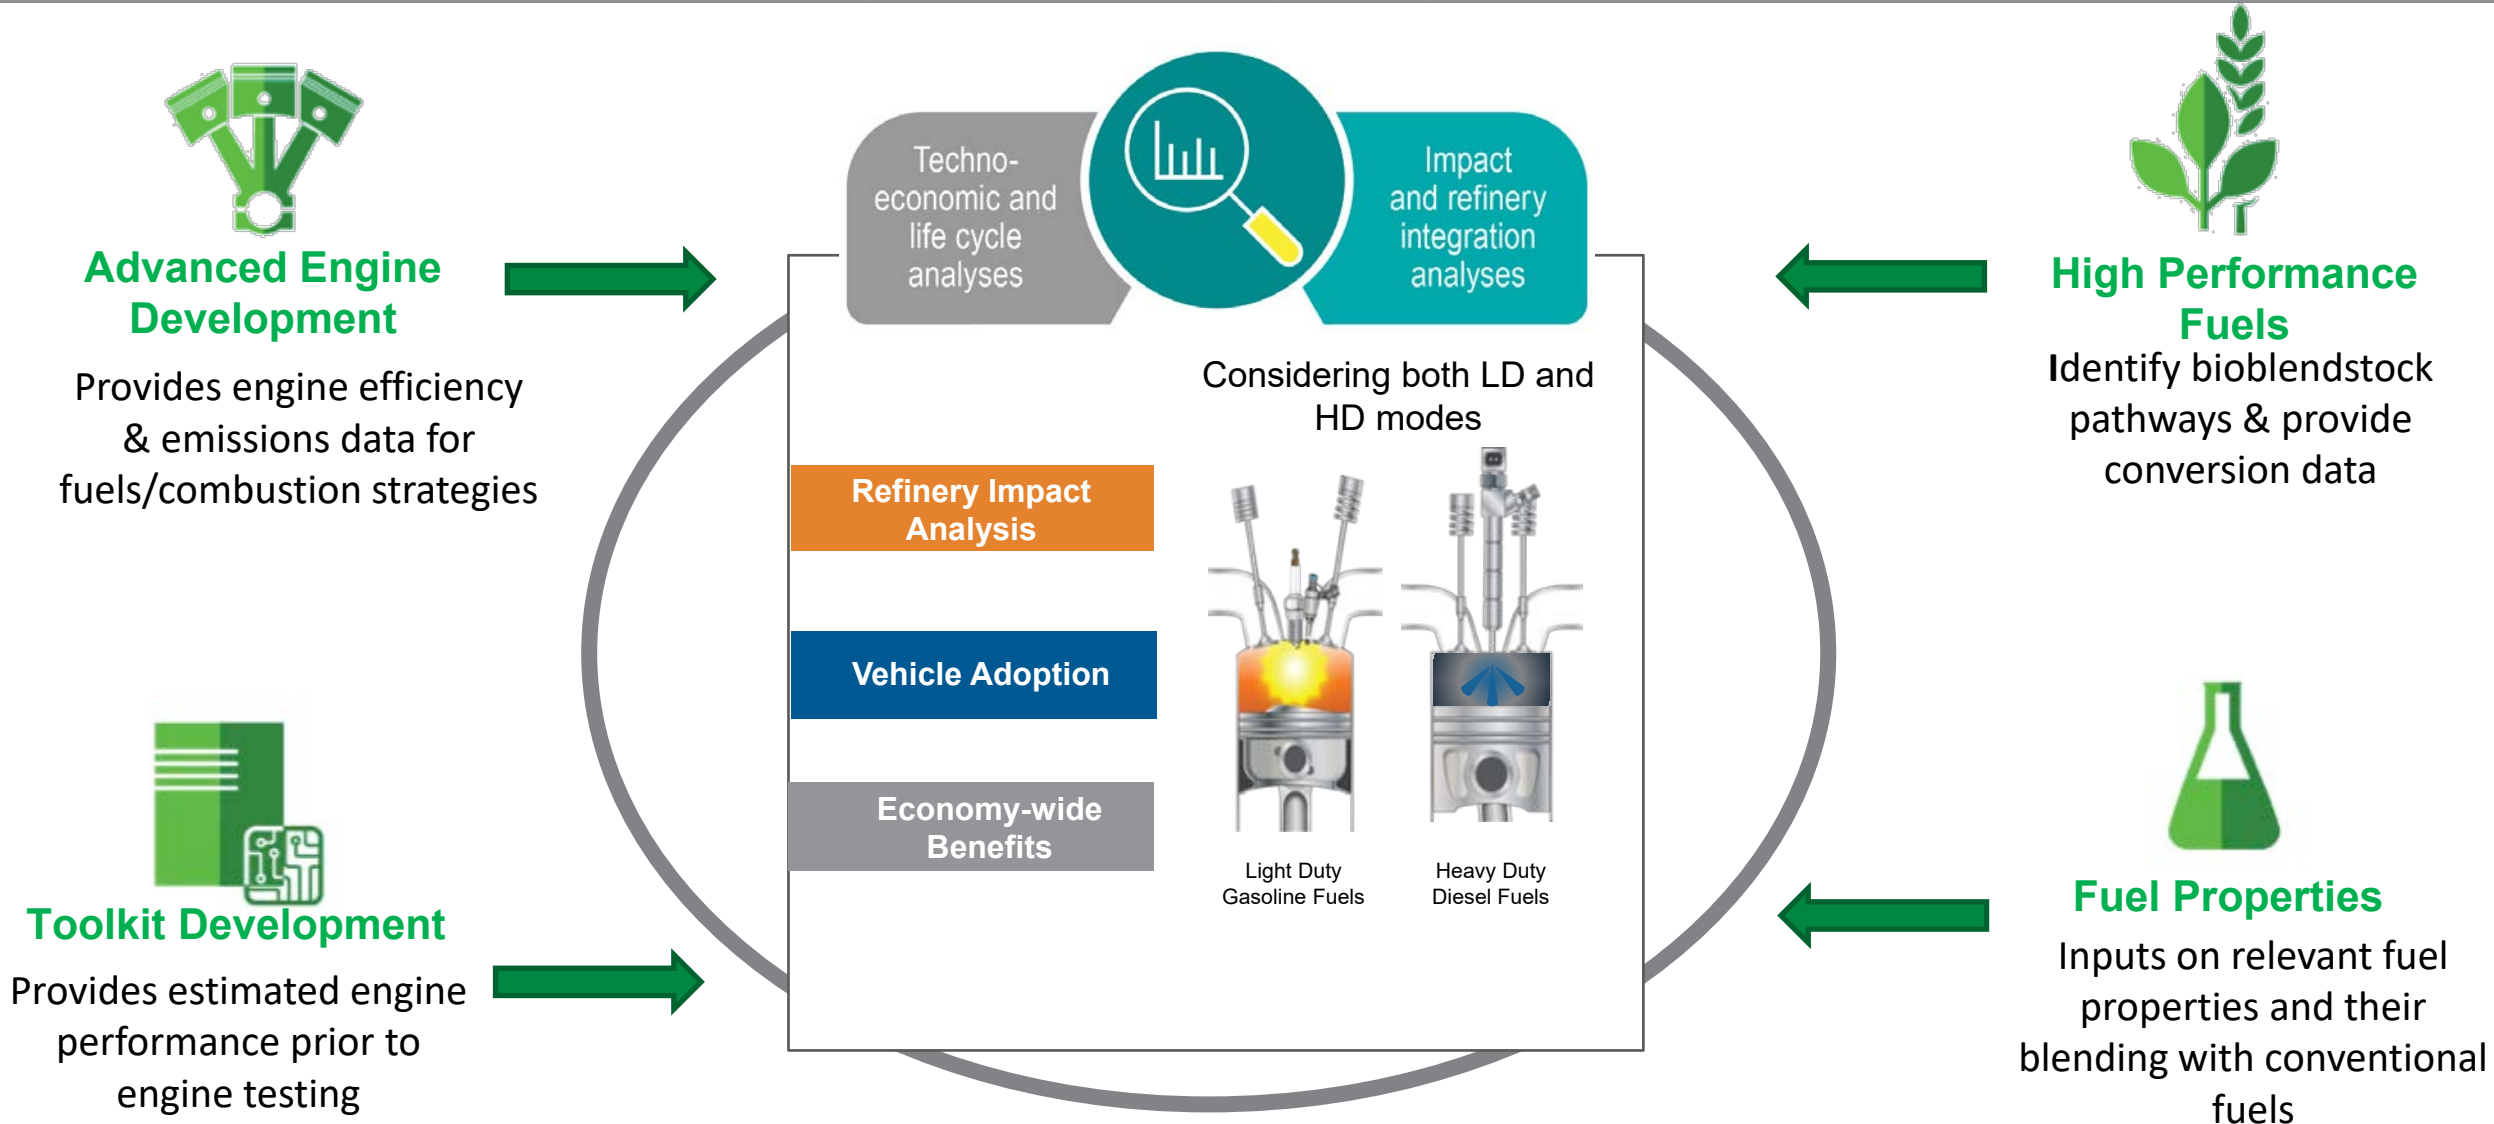 Advanced Engine
Development
Provides engine efficiency
& emissions data for
fuels/combustion strategies
Toolkit Development
Provides estimated engine
performance prior to
engine testing
Techno-
economic and
life cycle
analyses
Impact
and refinery
integration
analyses
Considering both LD and
HD modes
Refinery Impact
Analysis
Vehicle Adoption
Economy-wide
Benefits
Light Duty
Gasoline Fuels
Heavy Duty
Diesel Fuels
High Performance
Fuels
Identify bioblendstock
pathways & provide
conversion data
Fuel Properties
Inputs on relevant fuel
properties and their
blending with conventional
fuels